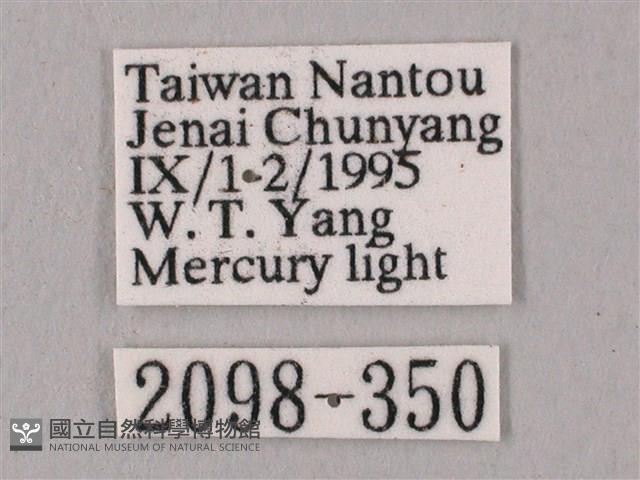 Taiwan Nantou
Jenai Chunyang
IX/1-2/1995
W. T. Yang
Mercury light
2098-350
國立自然科學博物館
NATIONAL MUSEUM OF NATURAL SCIENCE